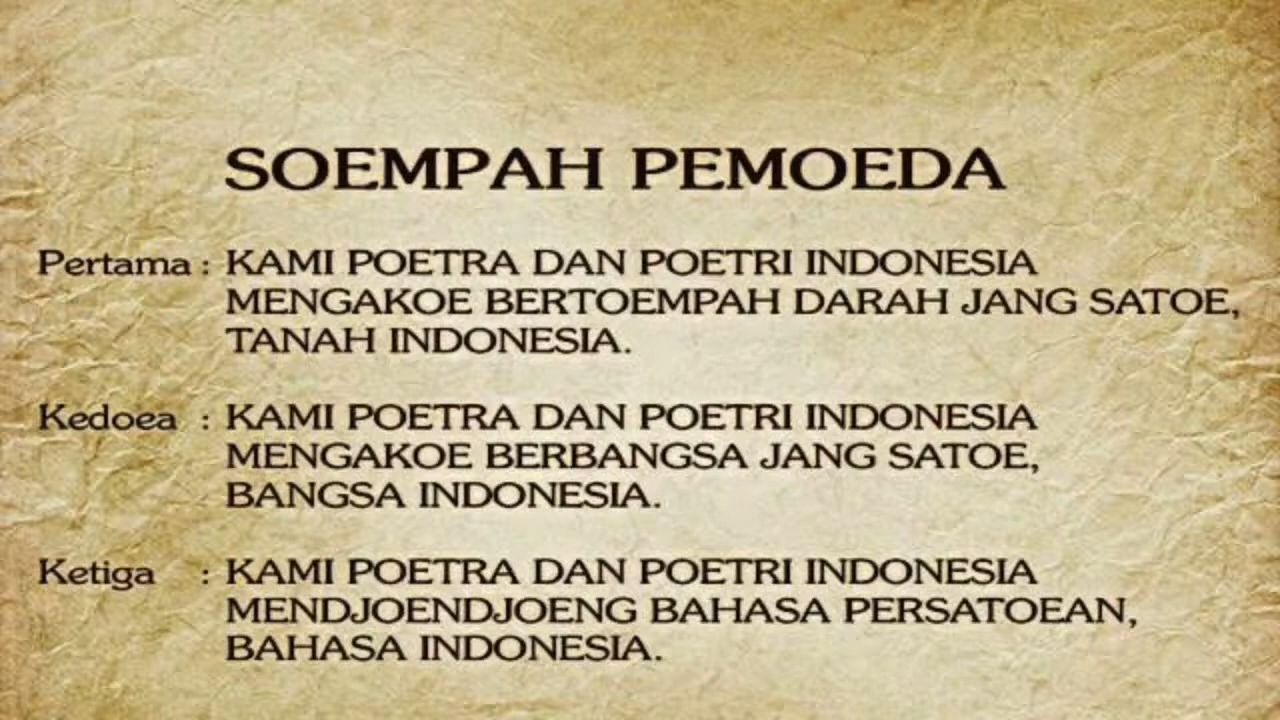 SOEMPAH PEMOEDA
Pertama : KAMI POETRA DAN POETRI INDONESIA
MENGAKOE BERTOEMPAH DARAH JANG SATOE,
TANAH INDONESIA.
Kedoea : KAMI POETRA DAN POETRI INDONESIA
MENGAKOE BERBANGSA JANG SATOE,
BANGSA INDONESIA.
Ketiga : KAMI POETRA DAN POETRI INDONESIA
MENDJOENDJOENG BAHASA PERSATOEAN,
BAHASA INDONESIA.